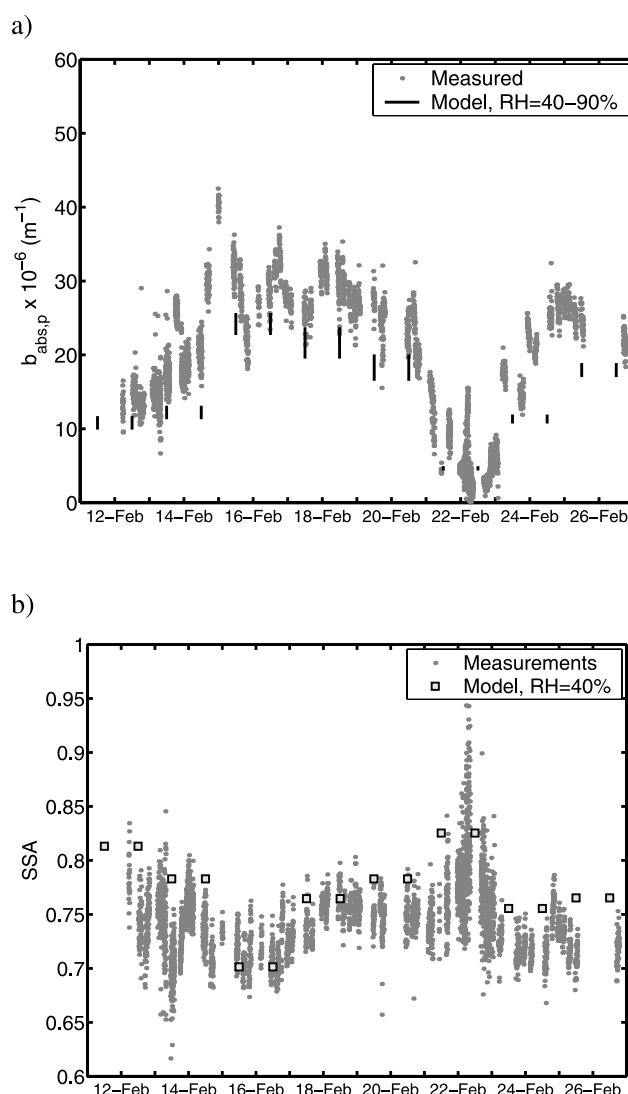 a)
60
50
40
30
20
10
0
b_abs,p x 10^-6 (m^-1)
Measured
Model, RH=40–90%
12–Feb 14–Feb 16–Feb 18–Feb 20–Feb 22–Feb 24–Feb 26–Feb
b)
1
0.95
0.9
0.85
0.8
0.75
0.7
0.65
0.6
SSA
Measurements
Model, RH=40%
12–Feb 14–Feb 16–Feb 18–Feb 20–Feb 22–Feb 24–Feb 26–Feb